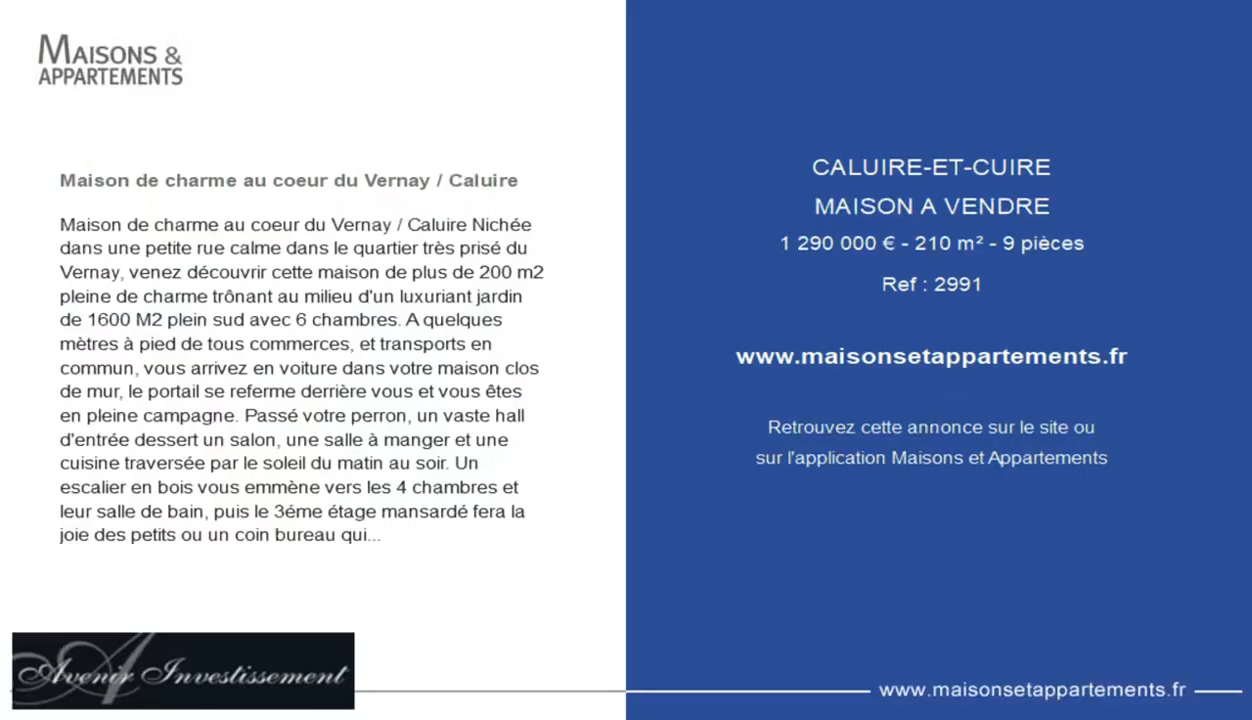 MAISONS &
APPARTEMENTS
Maison de charme au coeur du Vernay / Caluire
Maison de charme au coeur du Vernay / Caluire Nichée
dans une petite rue calme dans le quartier très prisé du
Vernay, venez découvrir cette maison de plus de 200 m2
pleine de charme trônant au milieu d'un luxuriant jardin
de 1600 M2 plein sud avec 6 chambres. A quelques
mètres à pied de tous commerces, et transports en
commun, vous arrivez en voiture dans votre maison clos
de mur, le portail se referme derrière vous et vous êtes
en pleine campagne. Passé votre perron, un vaste hall
d'entrée dessert un salon, une salle à manger et une
cuisine traversée par le soleil du matin au soir. Un
escalier en bois vous emmène vers les 4 chambres et
leur salle de bain, puis le 3éme étage mansardé fera la
joie des petits ou un coin bureau qui...
Avenir Investissement
CALUIRE-ET-CUIRE
MAISON A VENDRE
1 290 000 € - 210 m² - 9 pièces
Ref : 2991
www.maisonsetappartements.fr
Retrouvez cette annonce sur le site ou
sur l'application Maisons et Appartements
www.maisonsetappartements.fr